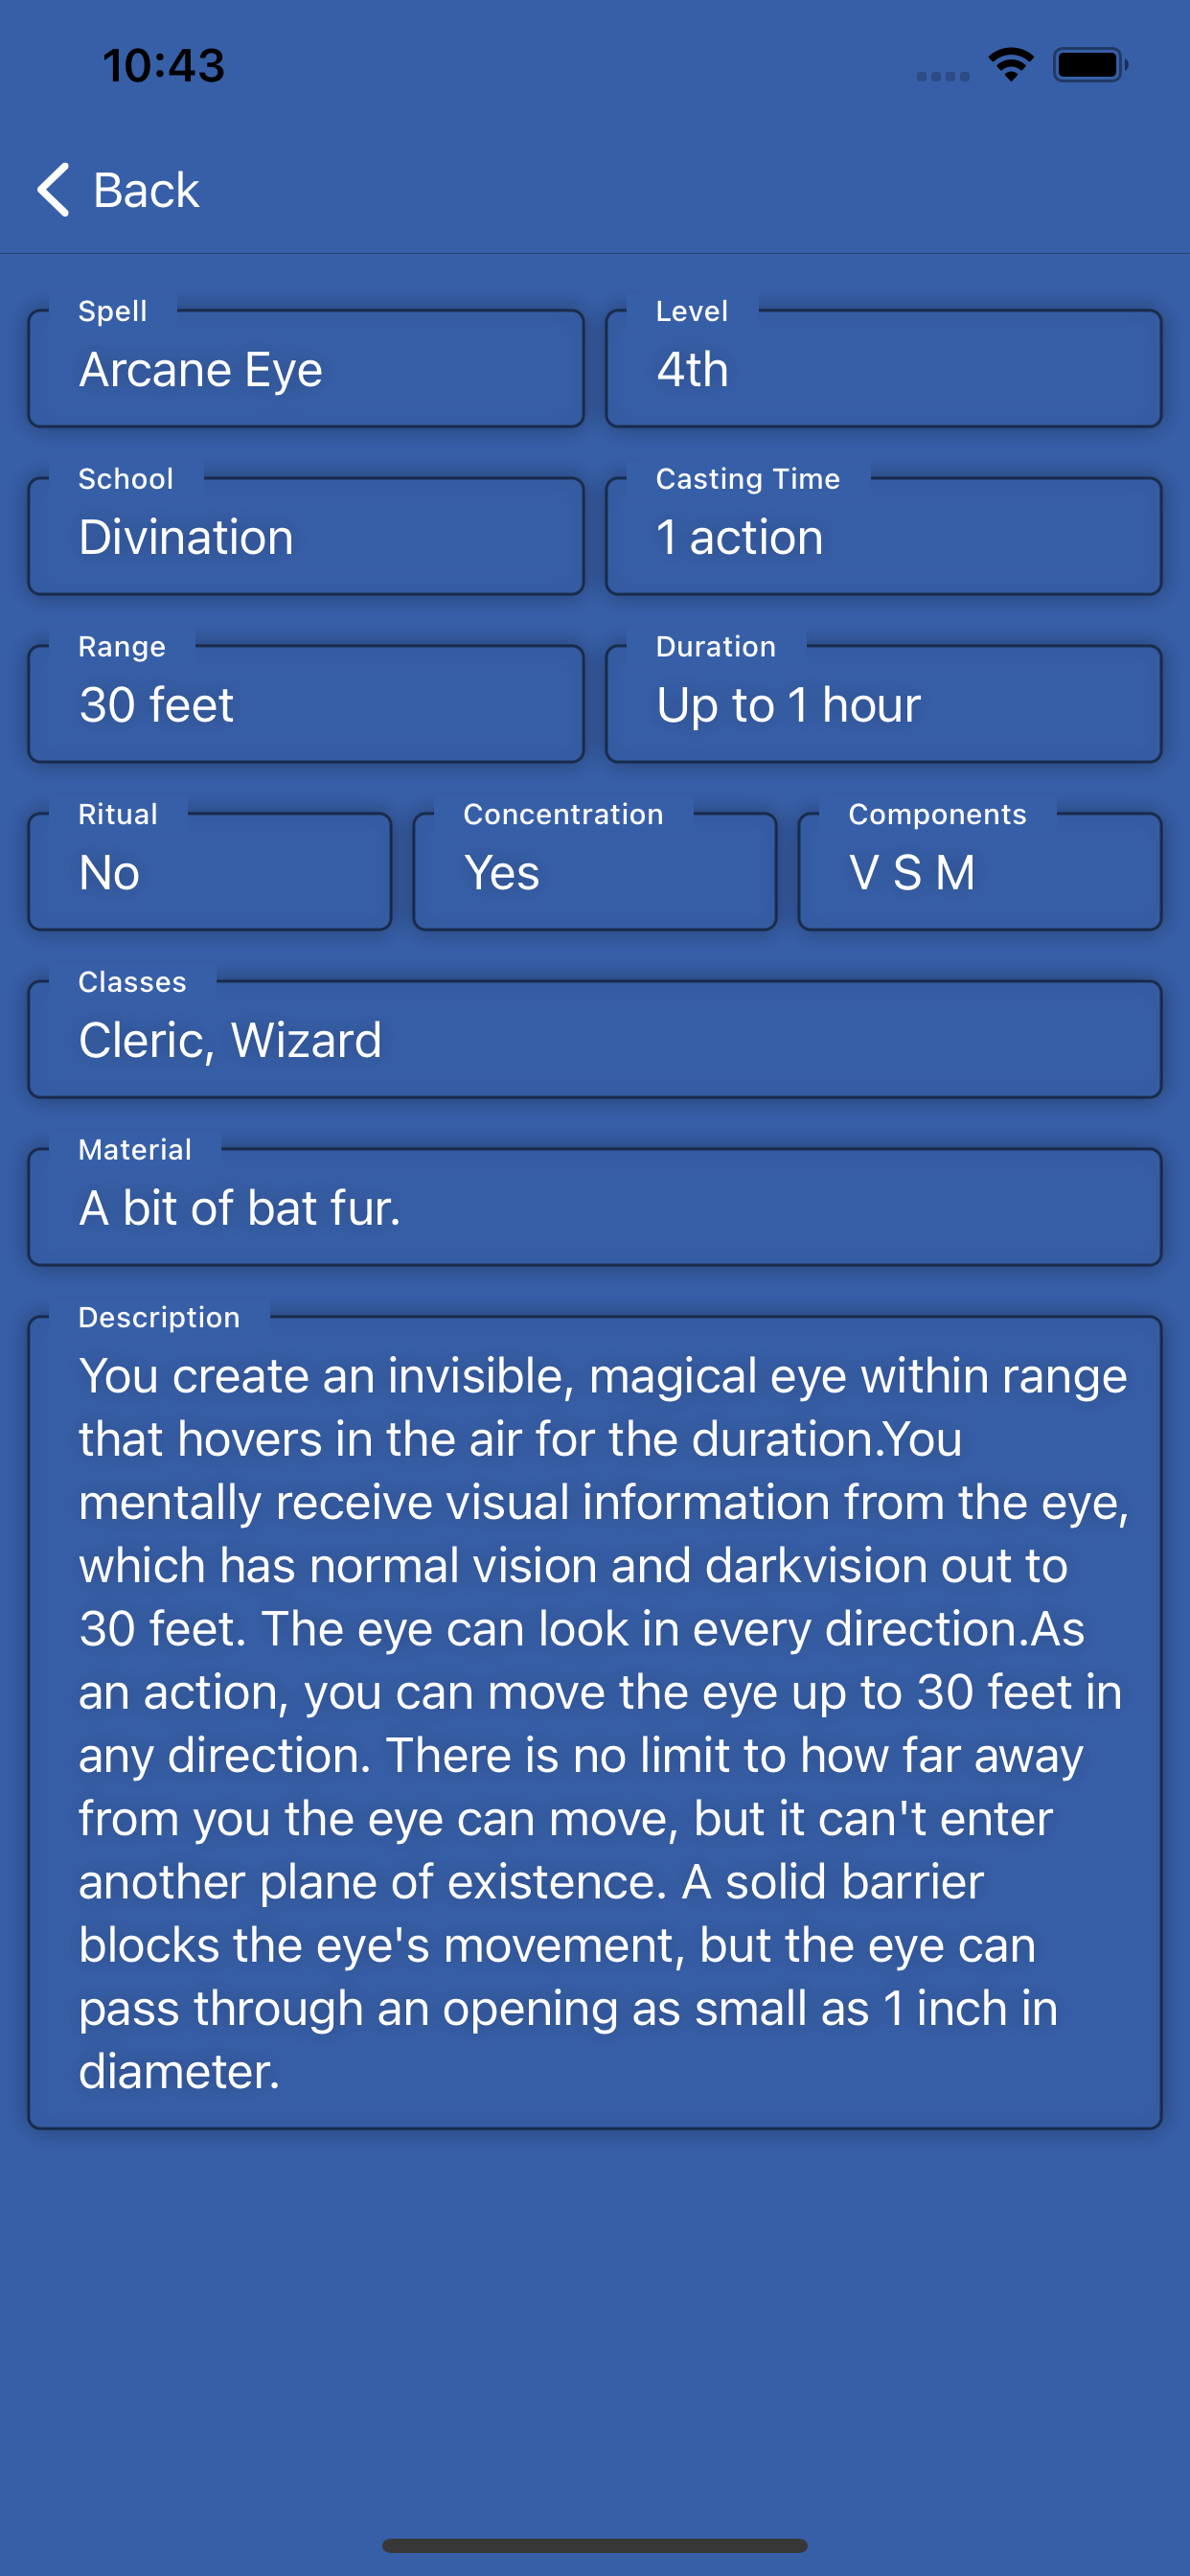 10:43
Back
Spell
Arcane Eye
Level
4th
School
Divination
Casting Time
1 action
Range
30 feet
Duration
Up to 1 hour
Ritual
No
Concentration
Yes
Components
V S M
Classes
Cleric, Wizard
Material
A bit of bat fur.
Description
You create an invisible, magical eye within range
that hovers in the air for the duration.You
mentally receive visual information from the eye,
which has normal vision and darkvision out to
30 feet. The eye can look in every direction.As
an action, you can move the eye up to 30 feet in
any direction. There is no limit to how far away
from you the eye can move, but it can't enter
another plane of existence. A solid barrier
blocks the eye's movement, but the eye can
pass through an opening as small as 1 inch in
diameter.